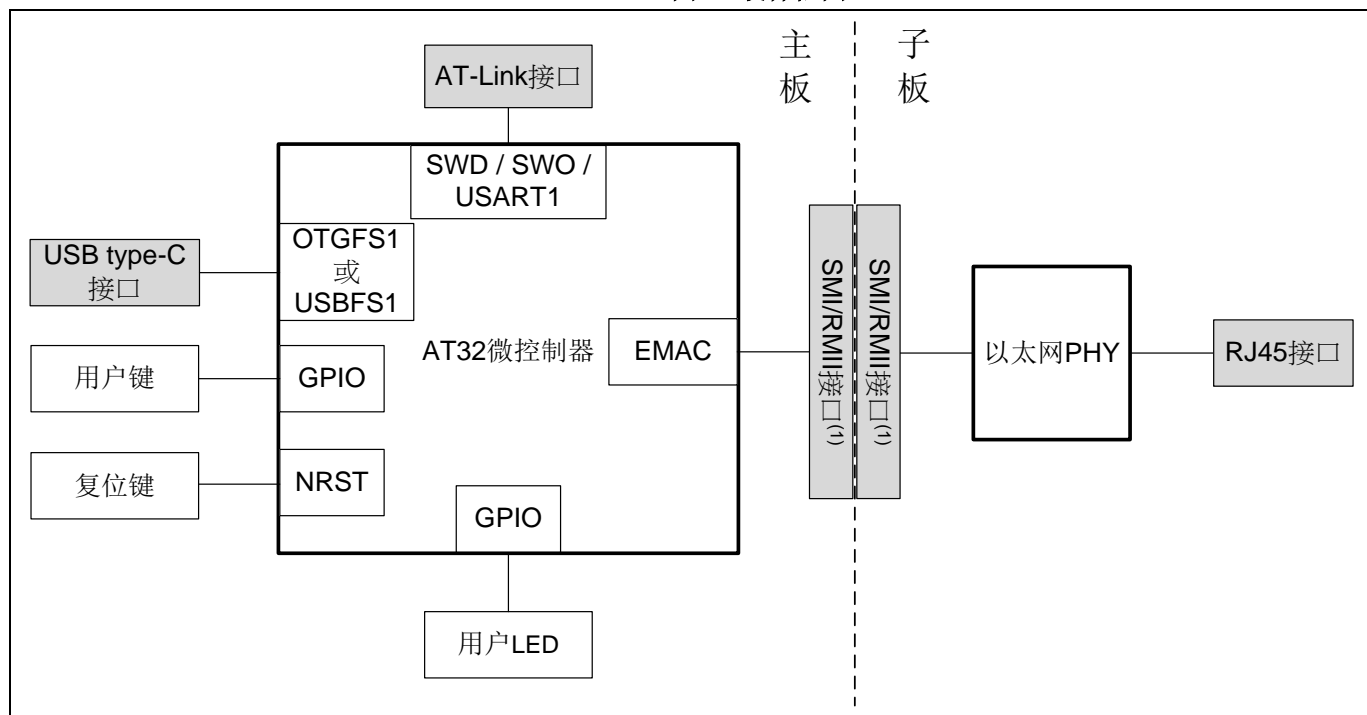 主
板
子
板
AT-Link接口
SWD / SWO /
USART1
USB type-C
接口
OTGFS1
或
USBFS1
用户键
GPIO
复位键
NRST
AT32微控制器
EMAC
SMI/RMII接口(1)
SMI/RMII接口(1)
以太网PHY
RJ45接口
GPIO
用户LED